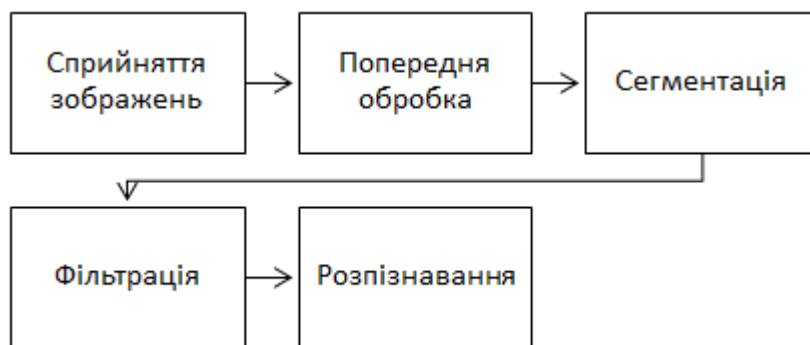 Сприйняття
зображень
Попередня
обробка
Сегментація
Фільтрація
Розпізнавання